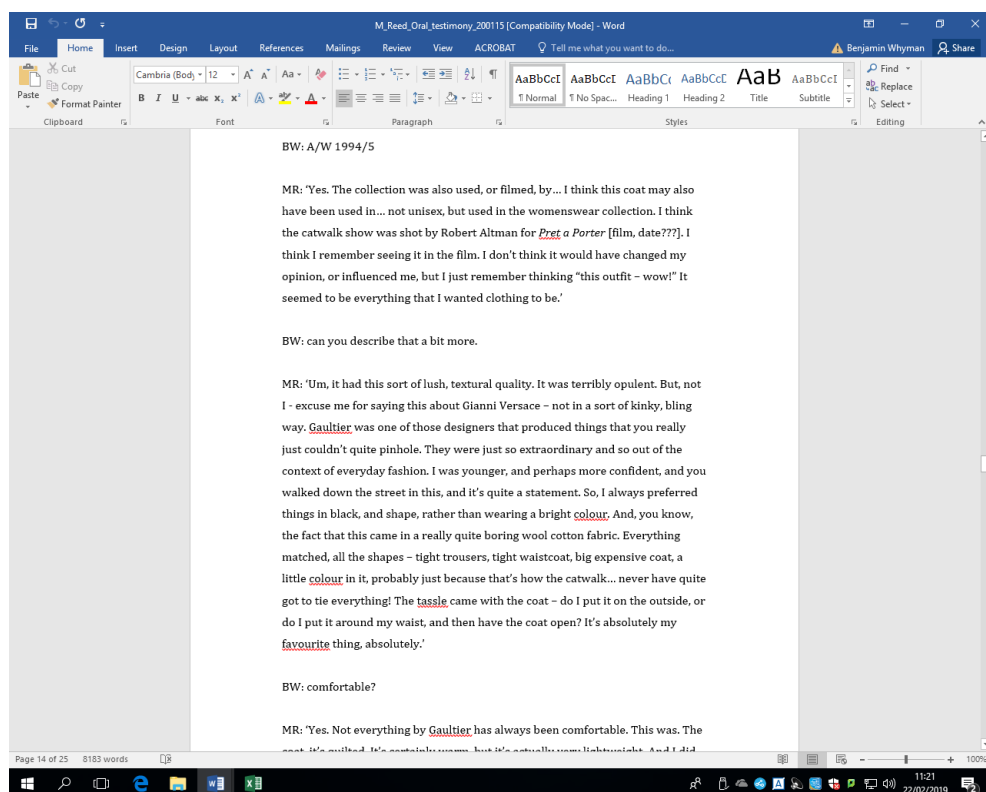 M_Reed_Oral_testimony_200115 [Compatibility Mode] - Word
File Home Insert Design Layout References Mailings Review View ACROBAT Tell me what you want to do... Benjamin Whyman Share
Paste
Cut
Copy
Format Painter
Clipboard
Cambria (Body 12
Font
Paragraph
AaBbCcI AaBbCcI AaBbCc AaBbCcD AaB AaBbCcI
¶ Normal ¶ No Spac... Heading 1 Heading 2 Title Subtitle
Styles
Find
Replace
Select
Editing
BW: A/W 1994/5
MR: ‘Yes. The collection was also used, or filmed, by… I think this coat may also
have been used in… not unisex, but used in the womenswear collection. I think
the catwalk show was shot by Robert Altman for Pret a Porter [film, date???]. I
think I remember seeing it in the film. I don’t think it would have changed my
opinion, or influenced me, but I just remember thinking “this outfit – wow!” It
seemed to be everything that I wanted clothing to be.’
BW: can you describe that a bit more.
MR: ‘Um, it had this sort of lush, textural quality. It was terribly opulent. But, not
I - excuse me for saying this about Gianni Versace – not in a sort of kinky, bling
way. Gaultier was one of those designers that produced things that you really
just couldn’t quite pinhole. They were just so extraordinary and so out of the
context of everyday fashion. I was younger, and perhaps more confident, and you
walked down the street in this, and it’s quite a statement. So, I always preferred
things in black, and shape, rather than wearing a bright colour. And, you know,
the fact that this came in a really quite boring wool cotton fabric. Everything
matched, all the shapes – tight trousers, tight waistcoat, big expensive coat, a
little colour in it, probably just because that’s how the catwalk… never have quite
got to tie everything! The tassle came with the coat – do I put it on the outside, or
do I put it around my waist, and then have the coat open? It’s absolutely my
favourite thing, absolutely.’
BW: comfortable?
MR: ‘Yes. Not everything by Gaultier has always been comfortable. This was. The
coat, it’s quilted. It’s certainly warm, but it’s actually very lightweight. And I did
Page 14 of 25 8183 words 100%
11:21
22/02/2019